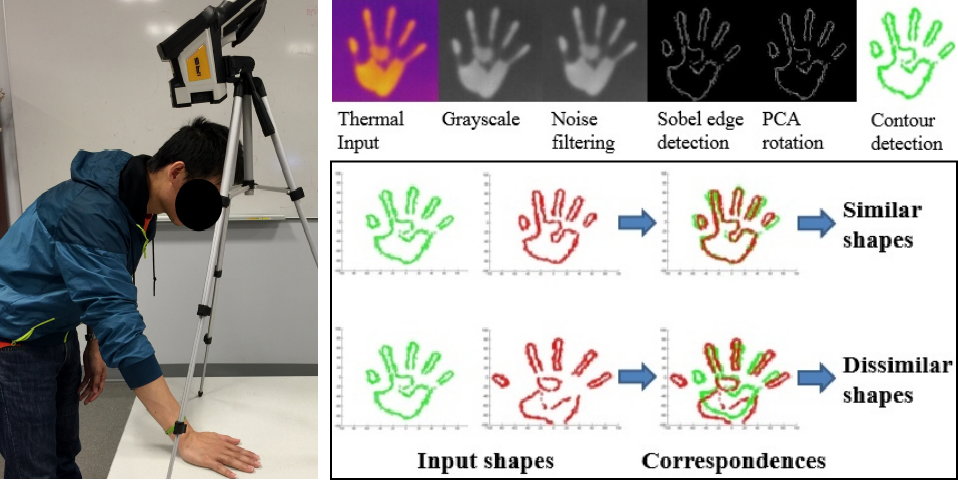 Thermal
Input
Grayscale
Noise
filtering
Sobel edge
detection
PCA
rotation
Contour
detection
Similar
shapes
Dissimilar
shapes
Input shapes
Correspondences